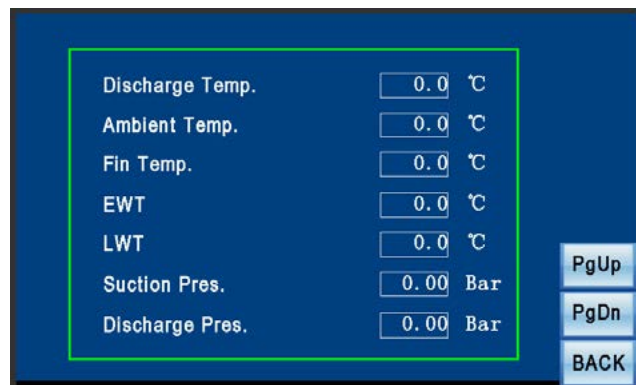 Discharge Temp. 0.0 ℃
Ambient Temp. 0.0 ℃
Fin Temp. 0.0 ℃
EWT 0.0 ℃
LWT 0.0 ℃
Suction Pres. 0.00 Bar
Discharge Pres. 0.00 Bar
PgUp
PgDn
BACK